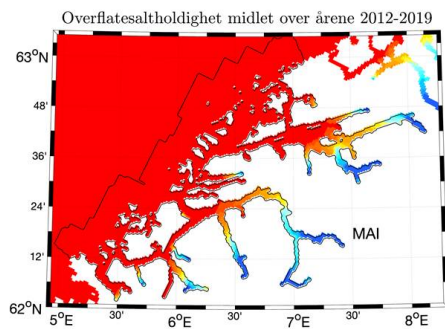 Overflatesaltholdighet midlet over årene 2012-2019
63°N
48'
36'
24'
12'
62°N
MAI
5°E
30'
6°E
30'
7°E
30'
8°E